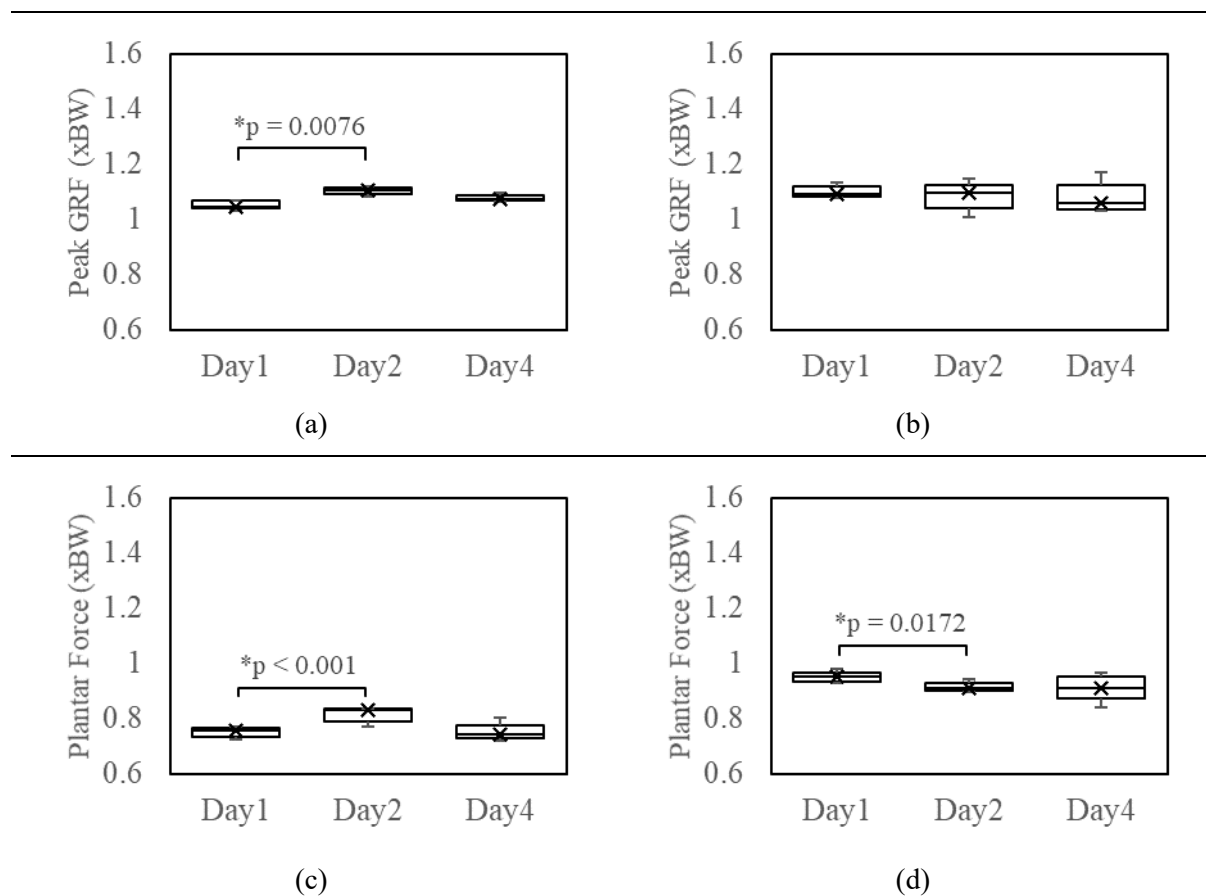 Peak GRF (xBW)
1.6
1.4
1.2
1
0.8
0.6
*p = 0.0076
Day1 Day2 Day4
(a)
Peak GRF (xBW)
1.6
1.4
1.2
1
0.8
0.6
Day1 Day2 Day4
(b)
Plantar Force (xBW)
1.6
1.4
1.2
1
0.8
0.6
*p < 0.001
Day1 Day2 Day4
(c)
Plantar Force (xBW)
1.6
1.4
1.2
1
0.8
0.6
*p = 0.0172
Day1 Day2 Day4
(d)